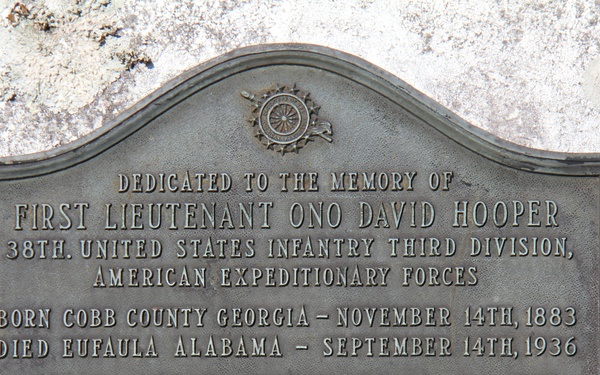 DEDICATED TO THE MEMORY OF
FIRST LIEUTENANT ONO DAVID HOOPER
38TH. UNITED STATES INFANTRY THIRD DIVISION,
AMERICAN EXPEDITIONARY FORCES
BORN COBB COUNTY GEORGIA – NOVEMBER 14TH, 1883
DIED EUFAULA ALABAMA – SEPTEMBER 14TH, 1936